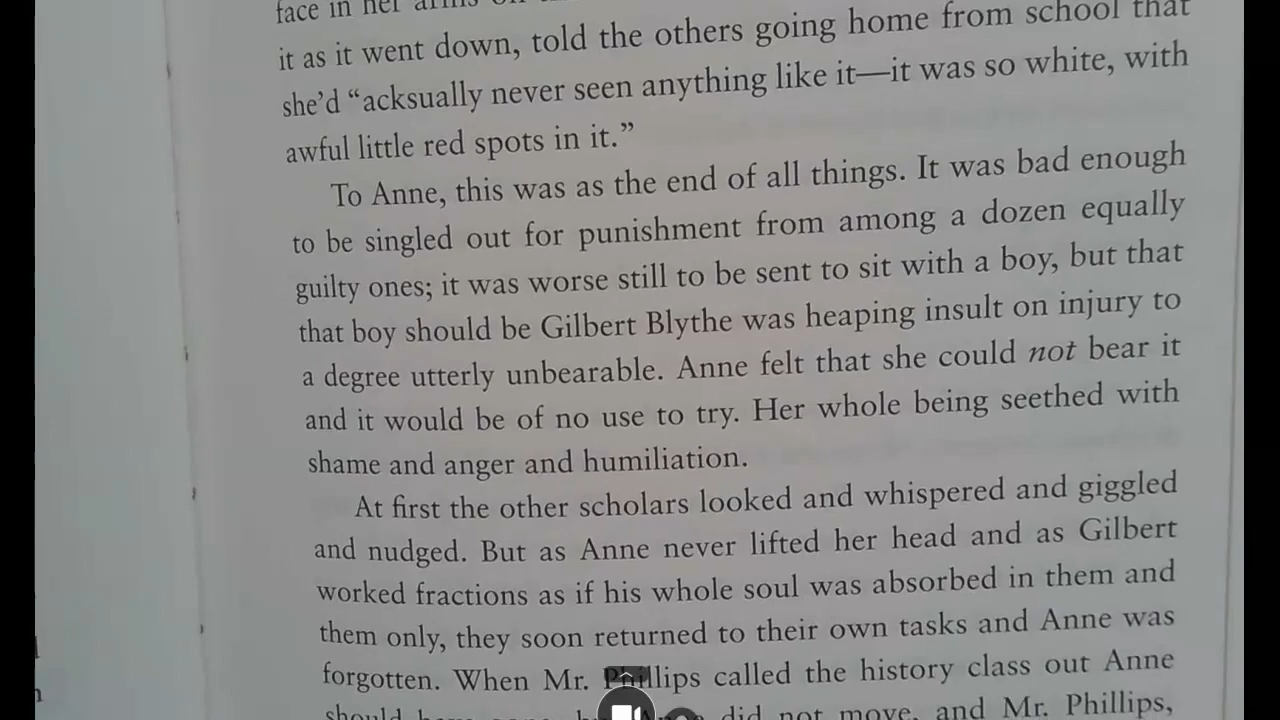 face in her arms on
it as it went down, told the others going home from school that
she’d “acksually never seen anything like it—it was so white, with
awful little red spots in it.”
To Anne, this was as the end of all things. It was bad enough
to be singled out for punishment from among a dozen equally
guilty ones; it was worse still to be sent to sit with a boy, but that
that boy should be Gilbert Blythe was heaping insult on injury to
a degree utterly unbearable. Anne felt that she could not bear it
and it would be of no use to try. Her whole being seethed with
shame and anger and humiliation.
At first the other scholars looked and whispered and giggled
and nudged. But as Anne never lifted her head and as Gilbert
worked fractions as if his whole soul was absorbed in them and
them only, they soon returned to their own tasks and Anne was
forgotten. When Mr. Phillips called the history class out Anne
should did not move, and Mr. Phillips,